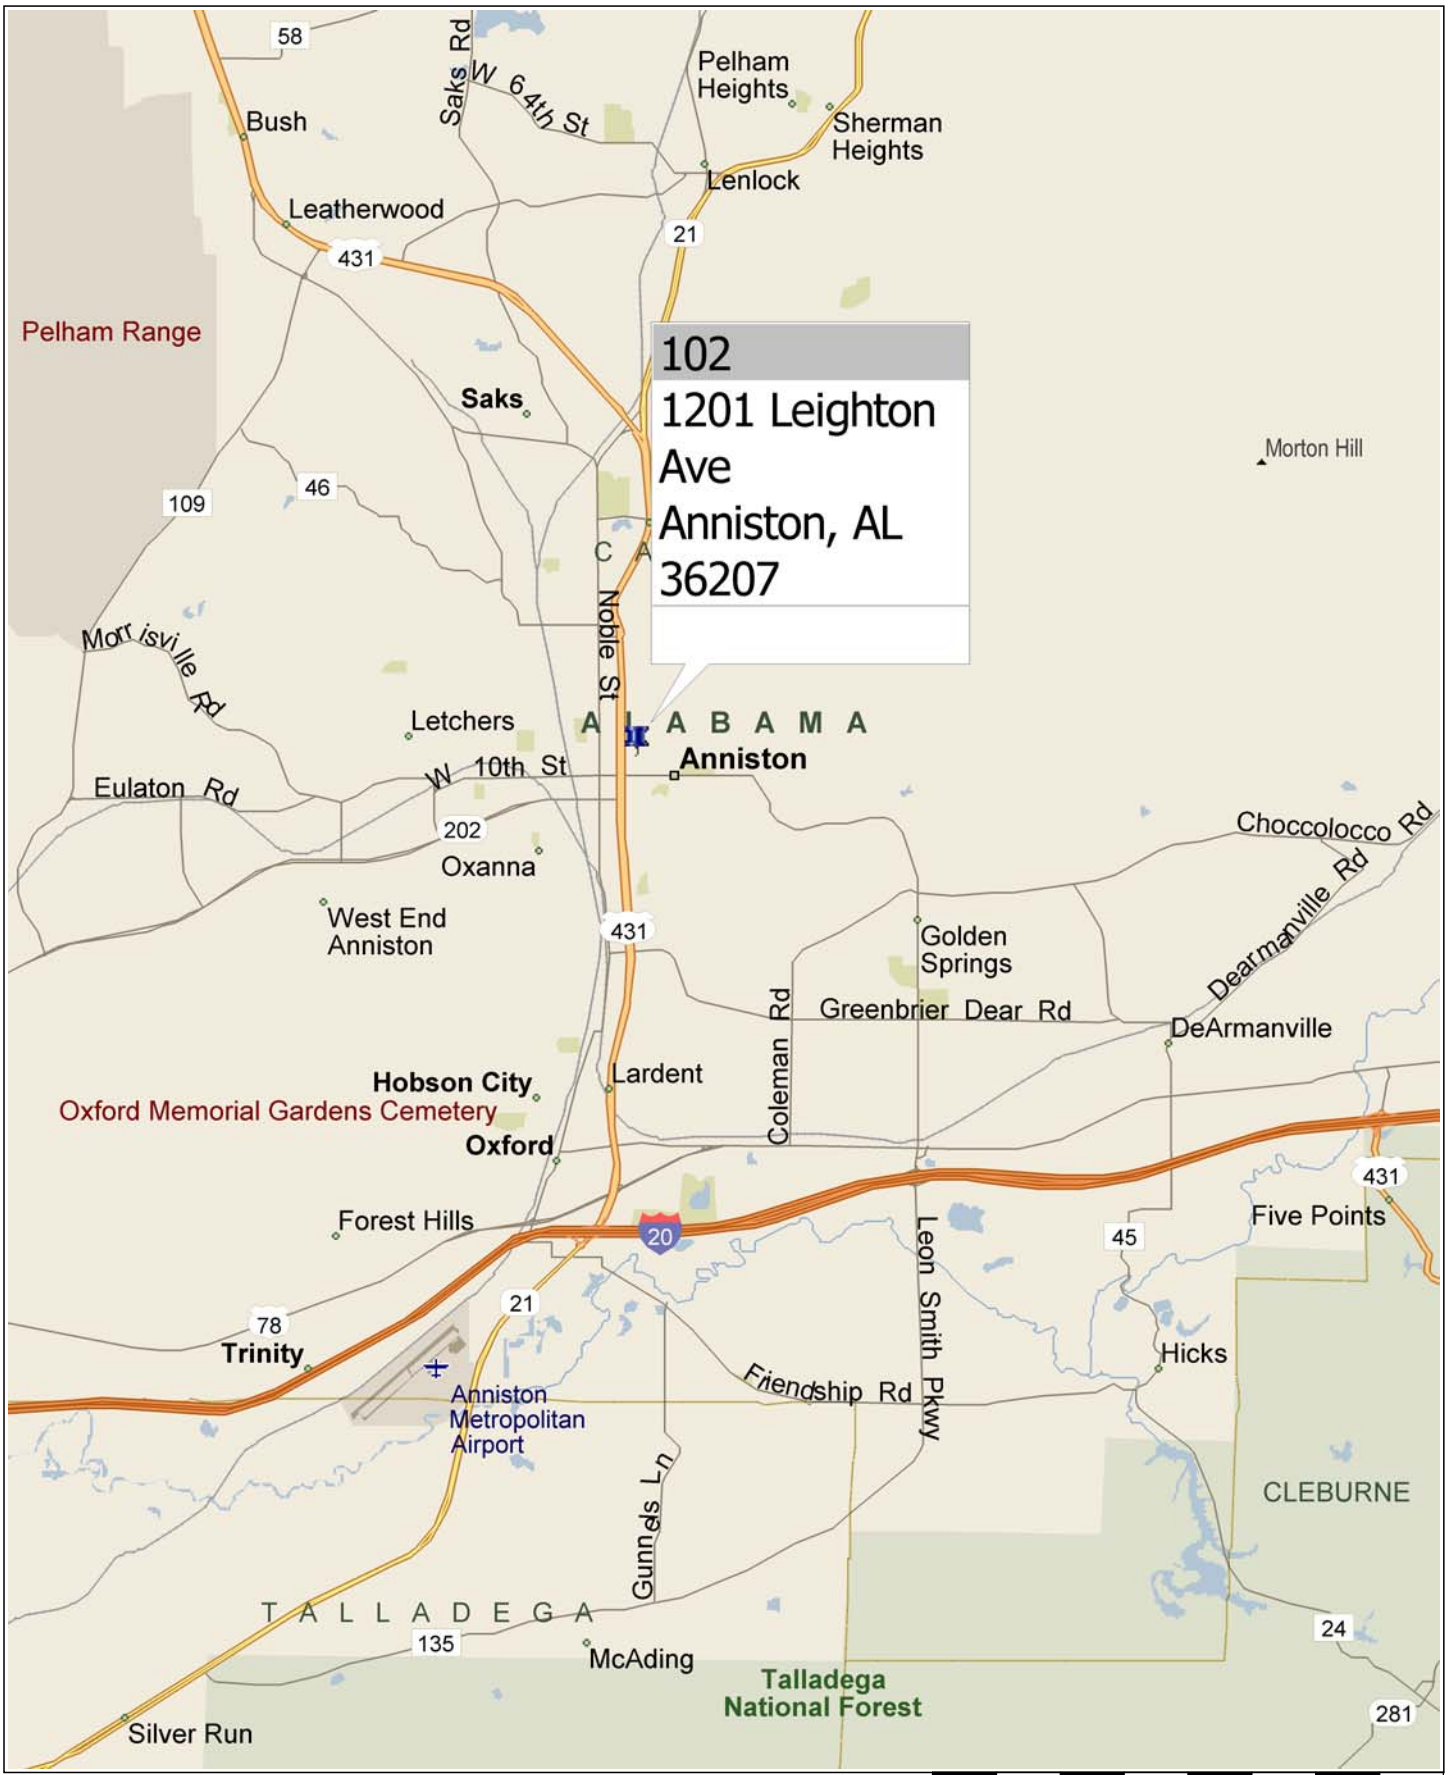 58
Saks Rd
W 64th St
Pelham
Heights
Bush
Sherman
Heights
Lenlock
Leatherwood
21
431
Pelham Range
102
1201 Leighton
Ave
Anniston, AL
36207
Saks
Morton Hill
46
109
C A
Noble St
Morrisville Rd
Letchers
ALABAMA
Anniston
W 10th St
Eulaton Rd
202
Choccolocco Rd
Oxanna
Dearmanville Rd
West End
Anniston
431
Golden
Springs
Coleman Rd
Greenbrier Dear Rd
DeArmanville
Lardent
Hobson City
Oxford Memorial Gardens Cemetery
Oxford
431
Five Points
Forest Hills
20
45
Leon Smith Pkwy
21
78
Trinity
Hicks
Anniston
Metropolitan
Airport
Friendship Rd
Gunnels Ln
CLEBURNE
TALLADEGA
135
24
McAding
Talladega
National Forest
281
Silver Run